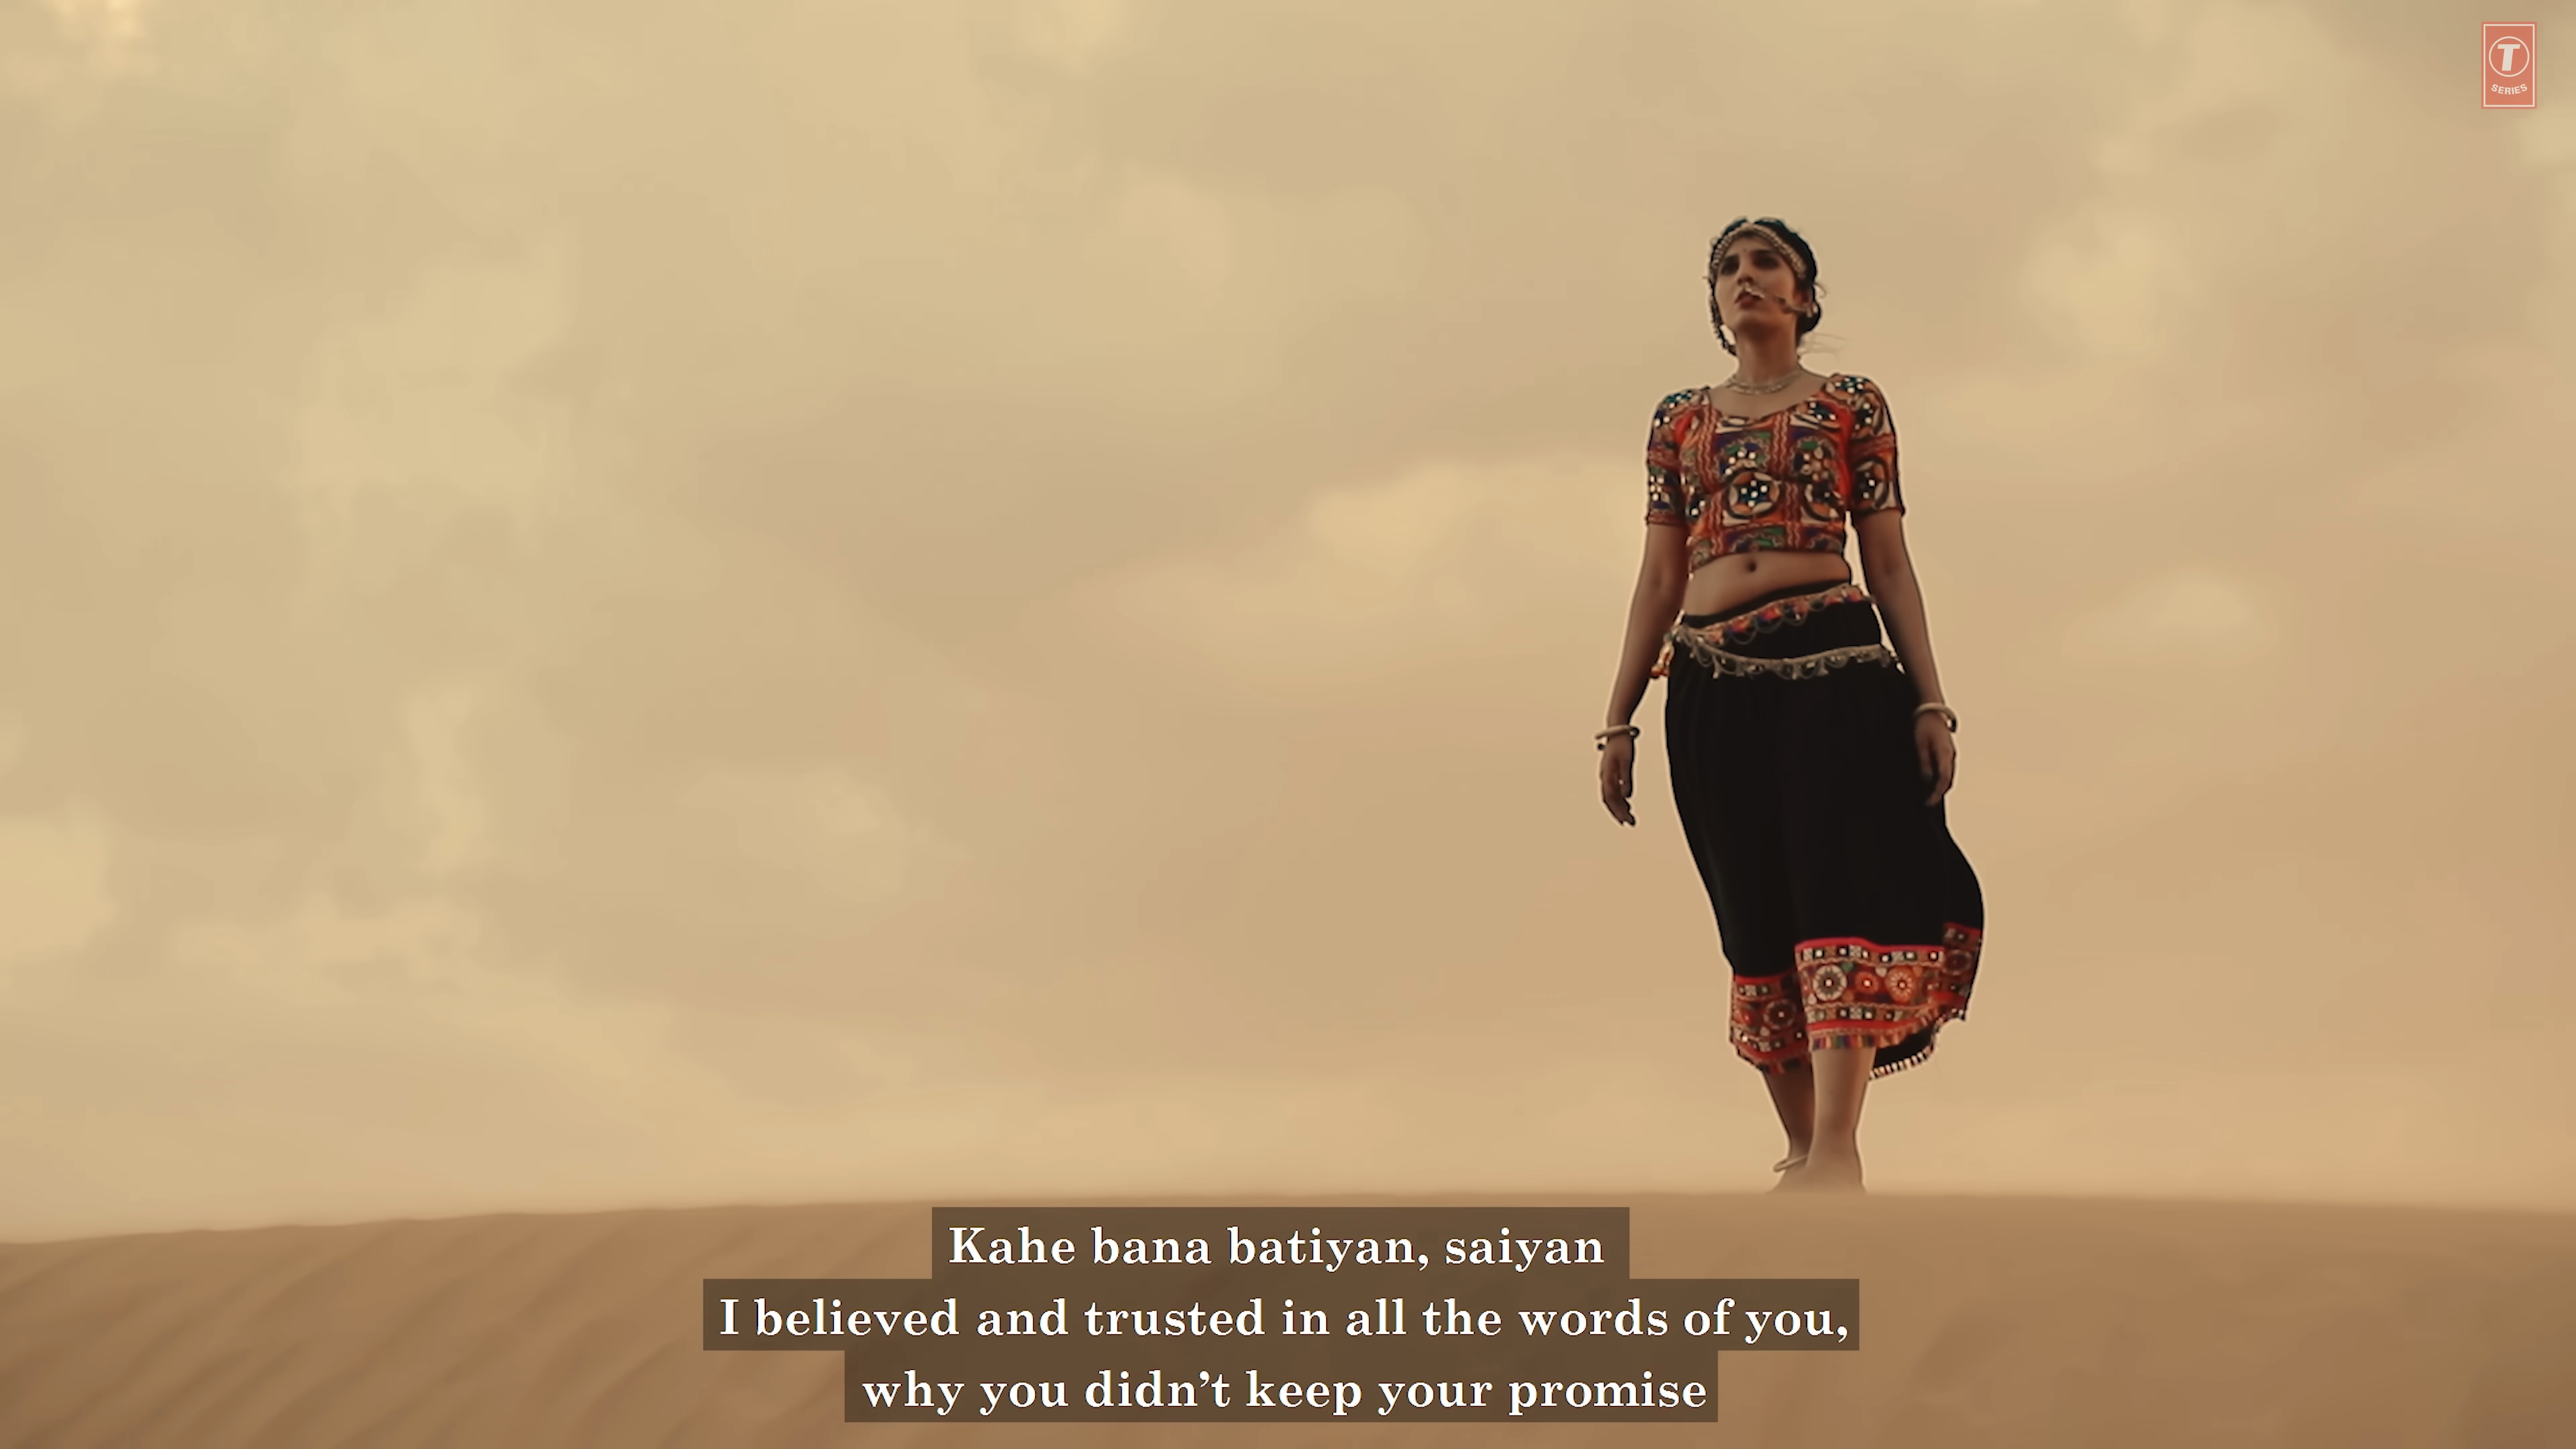 T
SERIES
Kahe bana batiyan, saiyan
I believed and trusted in all the words of you,
why you didn’t keep your promise